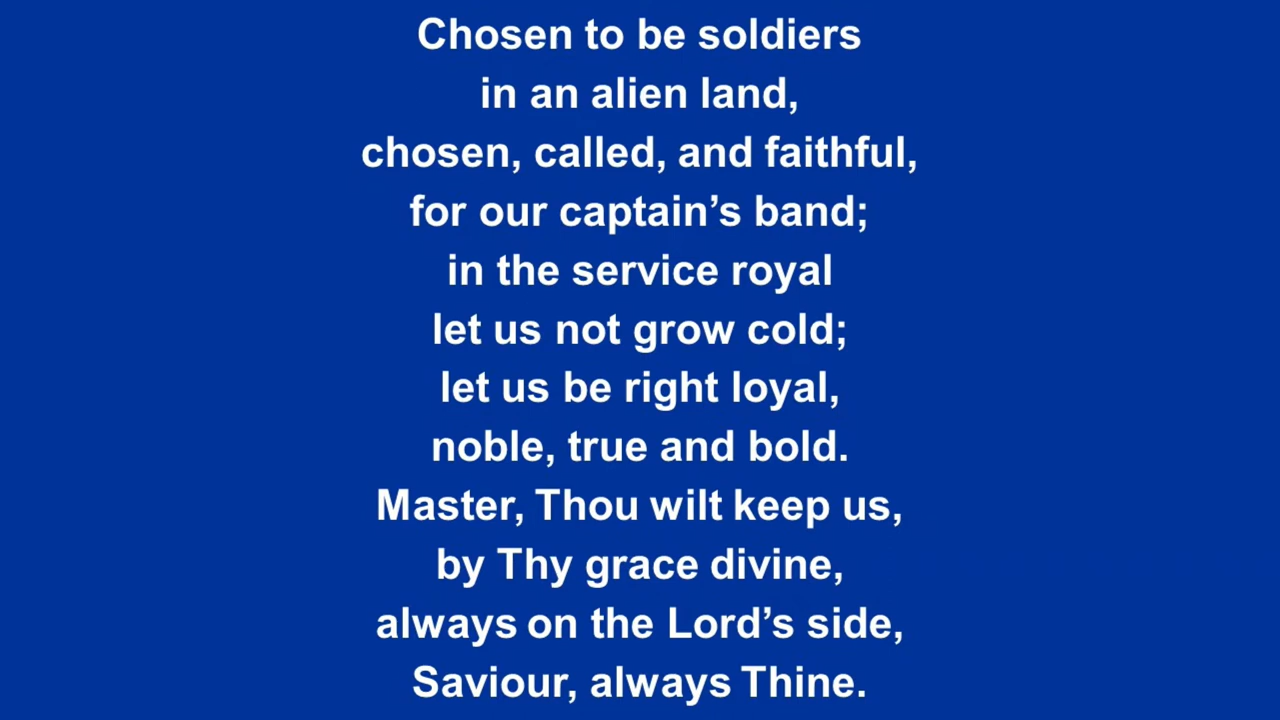 Chosen to be soldiers
in an alien land,
chosen, called, and faithful,
for our captain’s band;
in the service royal
let us not grow cold;
let us be right loyal,
noble, true and bold.
Master, Thou wilt keep us,
by Thy grace divine,
always on the Lord’s side,
Saviour, always Thine.